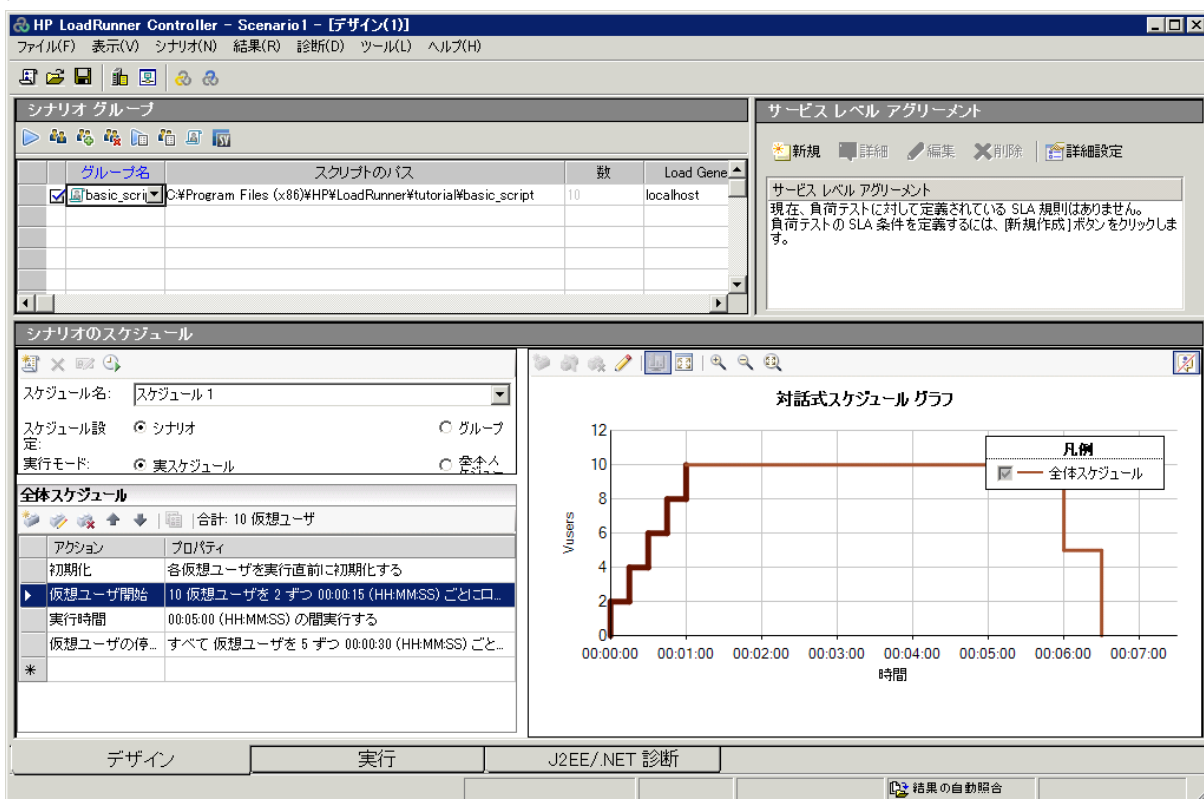 HP LoadRunner Controller - Scenario1 - [デザイン(1)]
ファイル(F) 表示(V) シナリオ(N) 結果(R) 診断(D) ツール(L) ヘルプ(H)
シナリオ グループ
グループ名 スクリプトのパス 数 Load Gene
basic_scri C:¥Program Files (x86)¥HP¥LoadRunner¥tutorial¥basic_script 10 localhost
サービス レベル アグリーメント
新規 詳細 編集 削除 詳細設定
サービス レベル アグリーメント
現在、負荷テストに対して定義されている SLA 規則はありません。
負荷テストの SLA 条件を定義するには、[新規作成]ボタンをクリックしま
す。
シナリオのスケジュール
スケジュール名: スケジュール 1
スケジュール設
定: シナリオ グループ
実行モード: 実スケジュール
全体スケジュール
合計: 10 仮想ユーザ
アクション プロパティ
初期化 各仮想ユーザを実行直前に初期化する
仮想ユーザ開始 10 仮想ユーザを 2 ずつ 00:00:15 (HH:MM:SS) ごとにロ...
実行時間 00:05:00 (HH:MM:SS) の間実行する
仮想ユーザの停... すべて 仮想ユーザを 5 ずつ 00:00:30 (HH:MM:SS) ごと...
対話式スケジュール グラフ
凡例
全体スケジュール
Vusers
12
10
8
6
4
2
0
00:00:00 00:01:00 00:02:00 00:03:00 00:04:00 00:05:00 00:06:00 00:07:00
時間
デザイン 実行 J2EE/.NET 診断
結果の自動照合